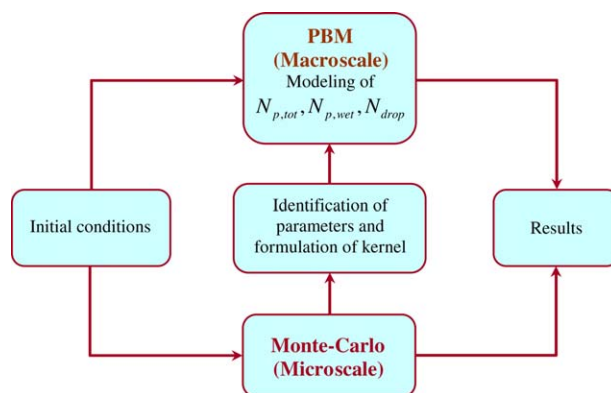 PBM
(Macroscale)
Modeling of
N_{p,tot}, N_{p,wet}, N_{drop}
Initial conditions
Identification of
parameters and
formulation of kernel
Results
Monte-Carlo
(Microscale)